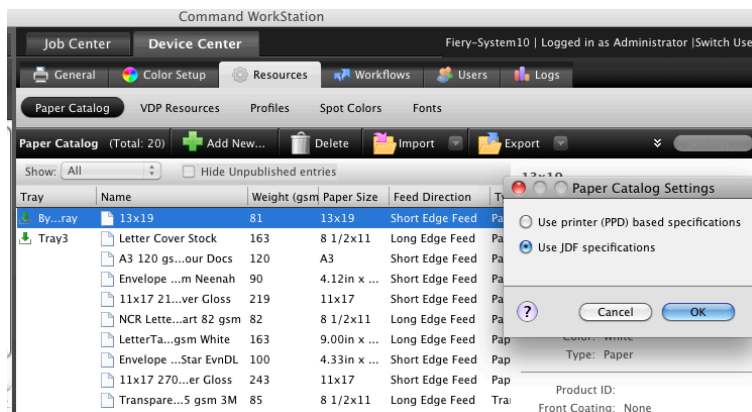 Command WorkStation
Job Center Device Center Fiery-System10 | Logged in as Administrator |Switch Use
General Color Setup Resources Workflows Users Logs
Paper Catalog VDP Resources Profiles Spot Colors Fonts
Paper Catalog (Total: 20) Add New... Delete Import Export
Show: All Hide Unpublished entries
13x19
Tray Name Weight (gsm Paper Size Feed Direction Ty
By...ray 13x19 81 13x19 Short Edge Feed Pa
Tray3 Letter Cover Stock 163 8 1/2x11 Long Edge Feed Pa
A3 120 gs...our Docs 120 A3 Short Edge Feed Pa
Envelope ...m Neenah 90 4.12in x ... Short Edge Feed Pa
11x17 21...ver Gloss 219 11x17 Short Edge Feed Pa
NCR Lette...art 82 gsm 82 8 1/2x11 Long Edge Feed Pa
LetterTa...gsm White 163 9.00in x ... Long Edge Feed Pap
Envelope ...Star EvnDL 100 4.33in x ... Short Edge Feed Pap
11x17 270...er Gloss 243 11x17 Short Edge Feed Pap
Transpare...5 gsm 3M 85 8 1/2x11 Long Edge Feed Tra
Paper Catalog Settings
Use printer (PPD) based specifications
Use JDF specifications
? Cancel OK
Color: White
Type: Paper
Product ID:
Front Coating: None